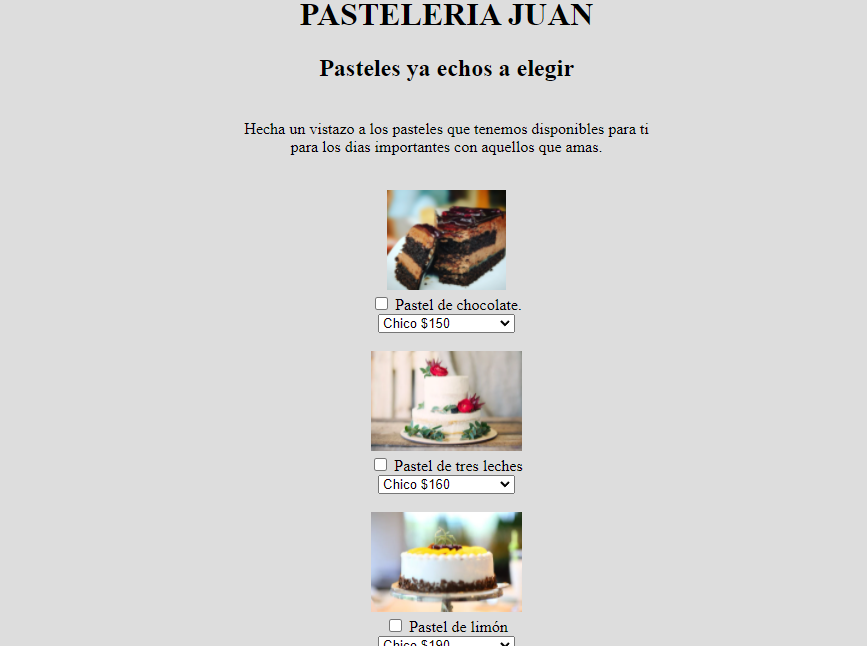 PASTELERIA JUAN
Pasteles ya echos a elegir
Hecha un vistazo a los pasteles que tenemos disponibles para ti
para los dias importantes con aquellos que amas.
Pastel de chocolate.
Chico $150
Pastel de tres leches
Chico $160
Pastel de limón
Chico $190